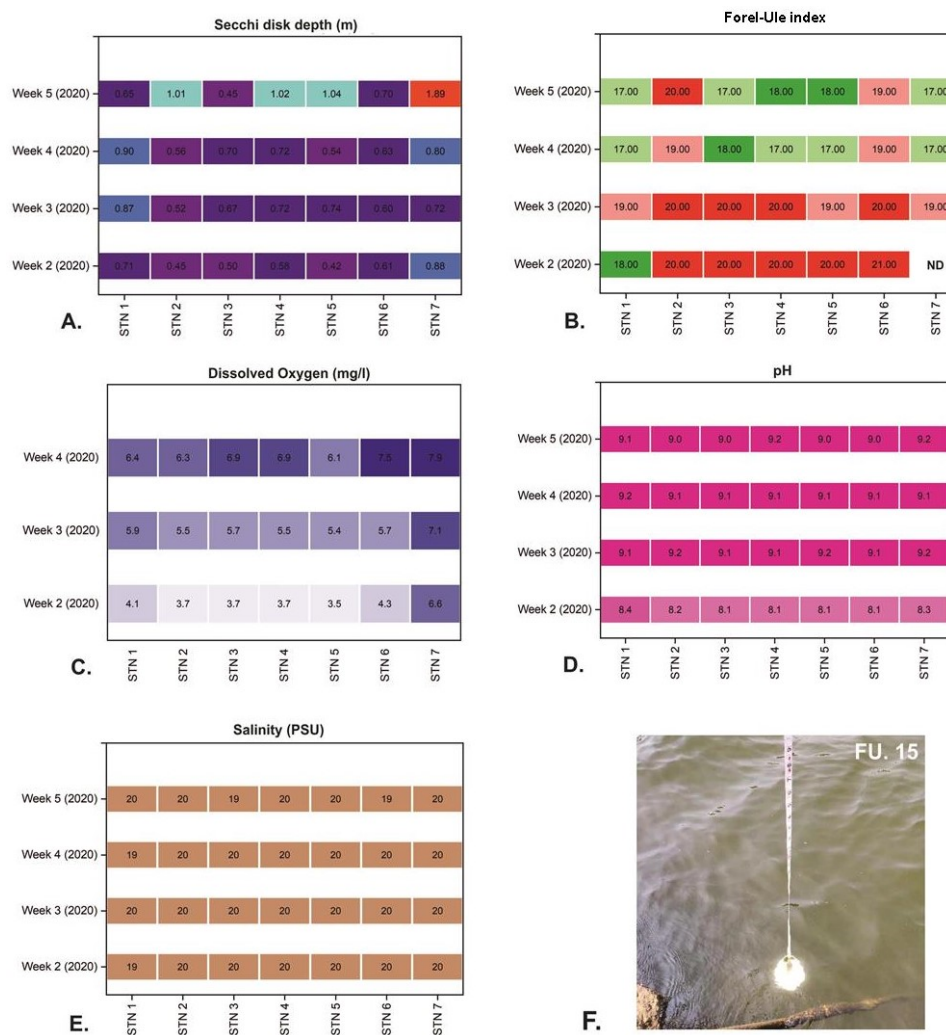 Secchi disk depth (m)
Week 5 (2020) 0.65 1.01 0.45 1.02 1.04 0.70 1.89
Week 4 (2020) 0.90 0.56 0.70 0.72 0.54 0.63 0.80
Week 3 (2020) 0.87 0.52 0.67 0.72 0.74 0.60 0.72
Week 2 (2020) 0.71 0.45 0.50 0.58 0.42 0.61 0.88
STN 1 STN 2 STN 3 STN 4 STN 5 STN 6 STN 7
A.
Forel-Ule index
Week 5 (2020) 17.00 20.00 17.00 18.00 18.00 19.00 17.00
Week 4 (2020) 17.00 19.00 18.00 17.00 17.00 19.00 17.00
Week 3 (2020) 19.00 20.00 20.00 20.00 19.00 20.00 19.00
Week 2 (2020) 18.00 20.00 20.00 20.00 20.00 21.00 ND
STN 1 STN 2 STN 3 STN 4 STN 5 STN 6 STN 7
B.
Dissolved Oxygen (mg/l)
Week 4 (2020) 6.4 6.3 6.9 6.9 6.1 7.5 7.9
Week 3 (2020) 5.9 5.5 5.7 5.5 5.4 5.7 7.1
Week 2 (2020) 4.1 3.7 3.7 3.7 3.5 4.3 6.6
STN 1 STN 2 STN 3 STN 4 STN 5 STN 6 STN 7
C.
pH
Week 5 (2020) 9.1 9.0 9.0 9.2 9.0 9.0 9.2
Week 4 (2020) 9.2 9.1 9.1 9.1 9.1 9.1 9.1
Week 3 (2020) 9.1 9.2 9.1 9.1 9.2 9.1 9.2
Week 2 (2020) 8.4 8.2 8.1 8.1 8.1 8.1 8.3
STN 1 STN 2 STN 3 STN 4 STN 5 STN 6 STN 7
D.
Salinity (PSU)
Week 5 (2020) 20 20 19 20 20 19 20
Week 4 (2020) 19 20 20 20 20 20 20
Week 3 (2020) 20 20 20 20 20 20 20
Week 2 (2020) 19 20 20 20 20 20 20
STN 1 STN 2 STN 3 STN 4 STN 5 STN 6 STN 7
E.
FU. 15
F.